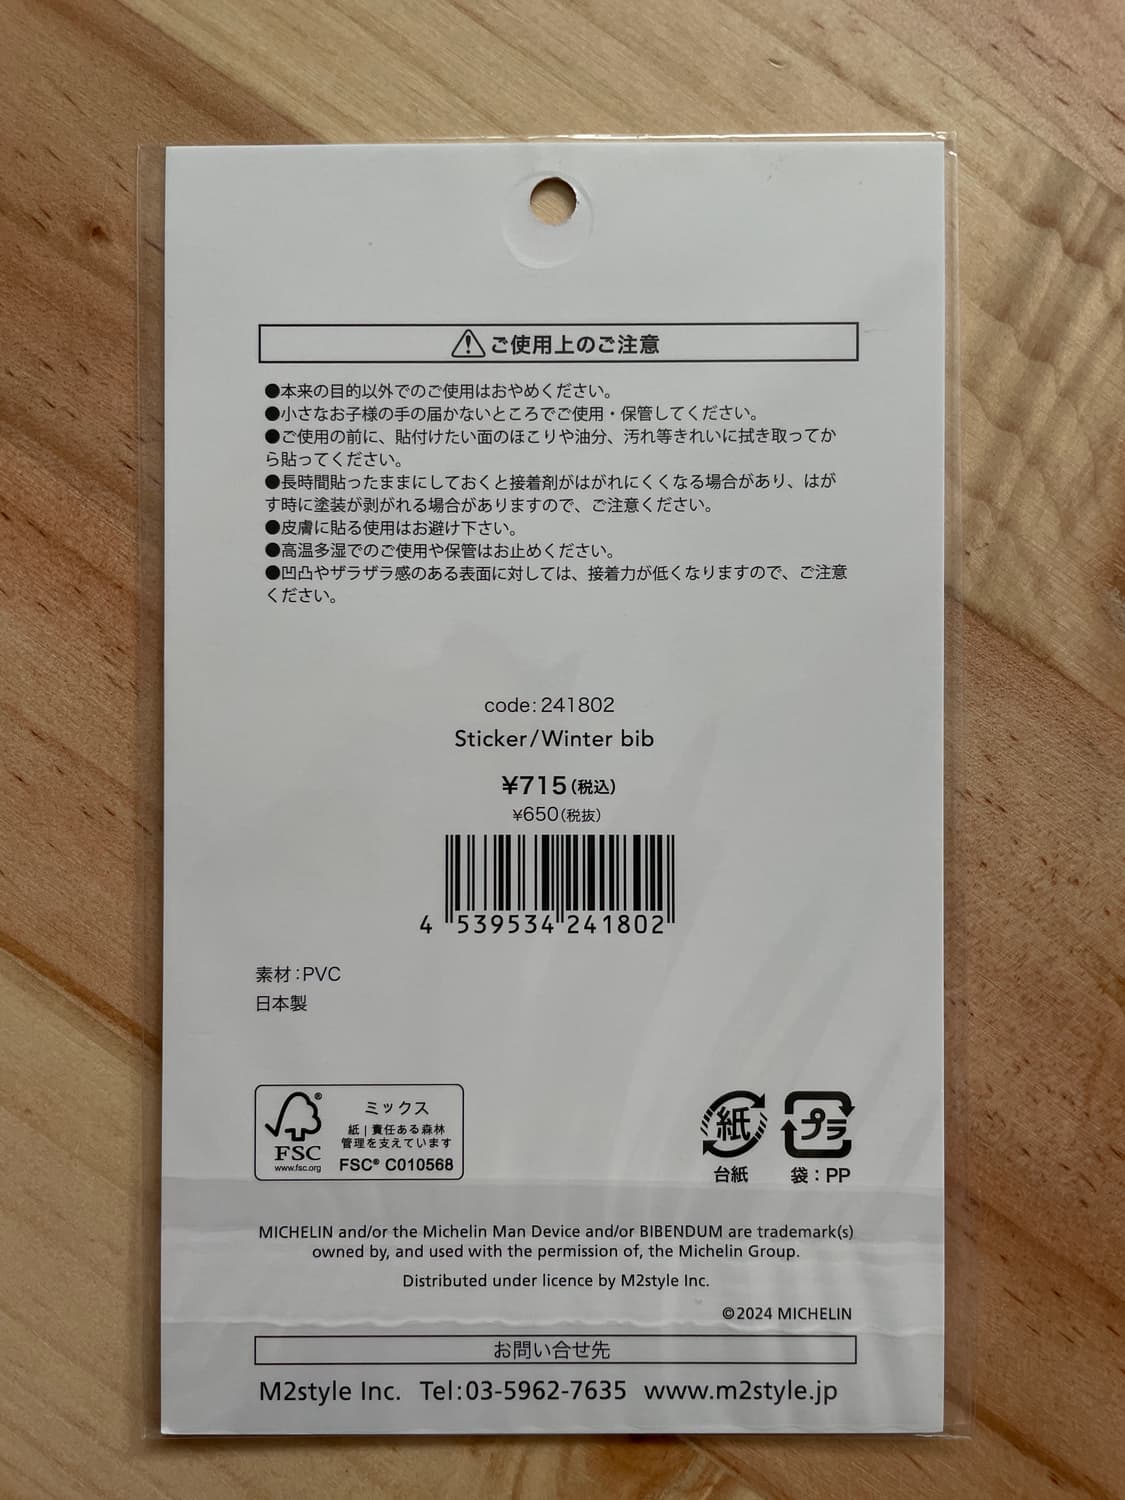 ⚠ご使用上のご注意
●本来の目的以外でのご使用はおやめください。
●小さなお子様の手の届かないところでご使用・保管してください。
●ご使用の前に、貼付けたい面のほこりや油分、汚れ等きれいに拭き取ってか
ら貼ってください。
●長時間貼ったままにしておくと接着剤がはがれにくくなる場合があり、はが
す時に塗装が剥がれる場合がありますので、ご注意ください。
●皮膚に貼る使用はお避け下さい。
●高温多湿でのご使用や保管はお止めください。
●凹凸やザラザラ感のある表面に対しては、接着力が低くなりますので、ご注意
ください。
code:241802
Sticker/Winter bib
¥715(税込)
¥650(税抜)
4 539534 241802
素材:PVC
日本製
FSC®
www.fsc.org
ミックス
紙 | 責任ある森林
管理を支えています
FSC® C010568
紙
台紙
プラ
袋:PP
MICHELIN and/or the Michelin Man Device and/or BIBENDUM are trademark(s)
owned by, and used with the permission of, the Michelin Group.
Distributed under licence by M2style Inc.
©2024 MICHELIN
お問い合せ先
M2style Inc. Tel:03-5962-7635 www.m2style.jp